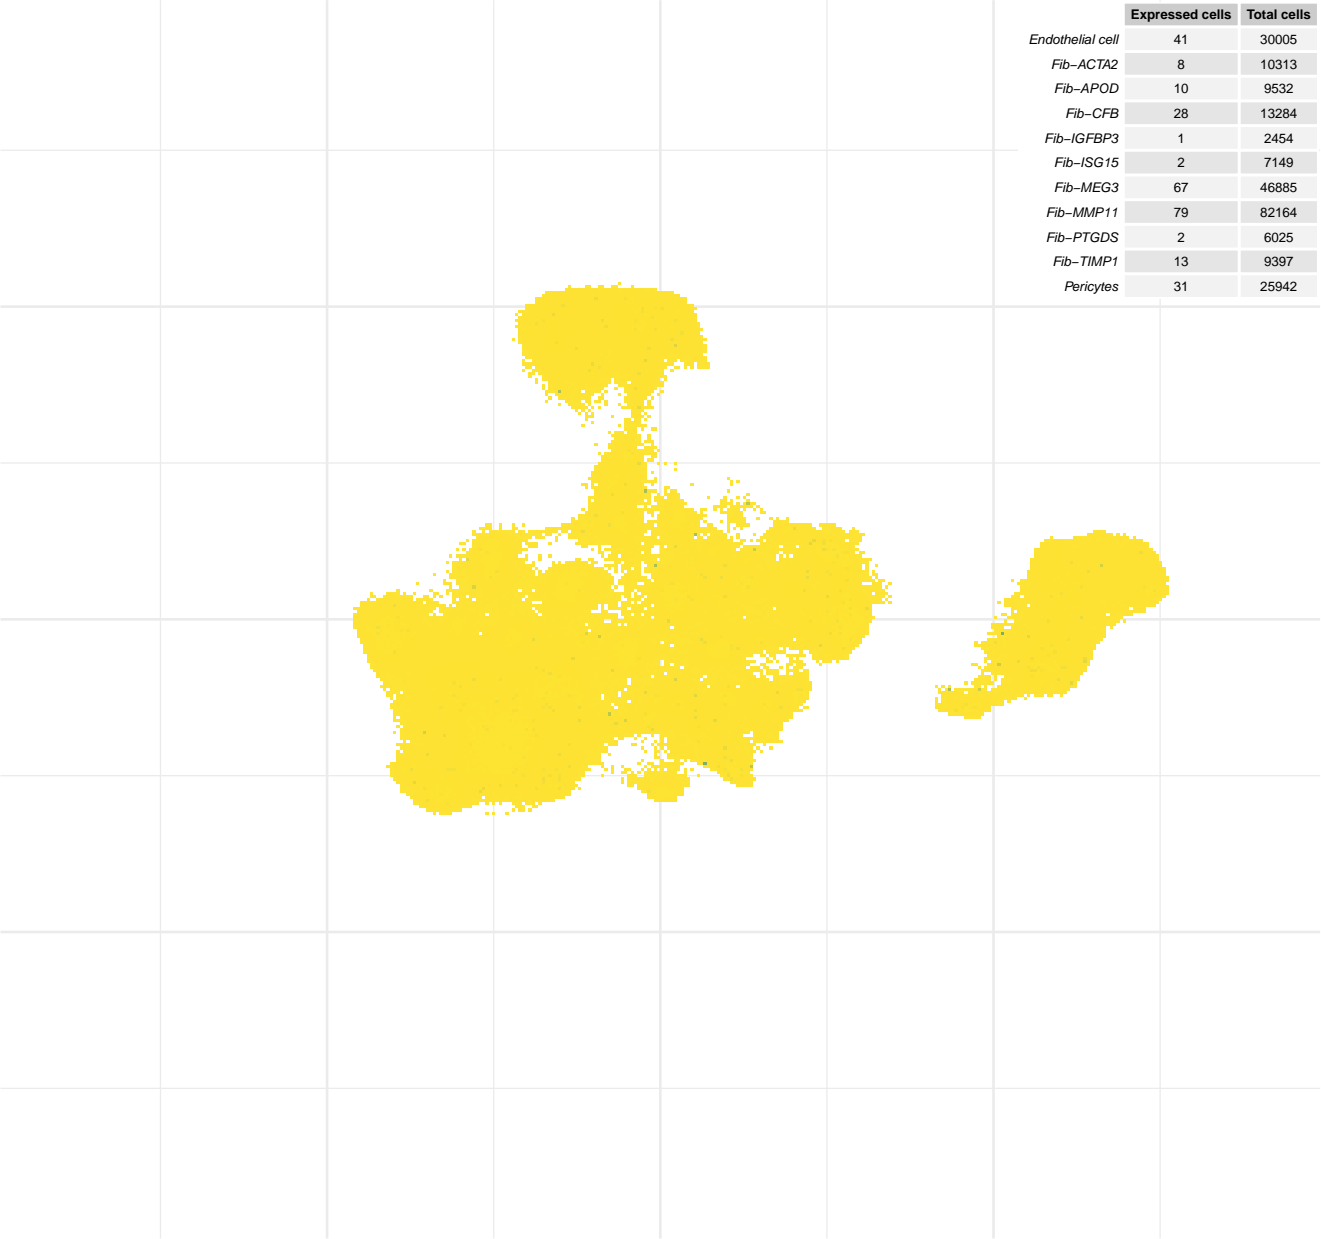 Expressed cells Total cells
Endothelial cell 41 30005
Fib−ACTA2 8 10313
Fib−APOD 10 9532
Fib−CFB 28 13284
Fib−IGFBP3 1 2454
Fib−ISG15 2 7149
Fib−MEG3 67 46885
Fib−MMP11 79 82164
Fib−PTGDS 2 6025
Fib−TIMP1 13 9397
Pericytes 31 25942